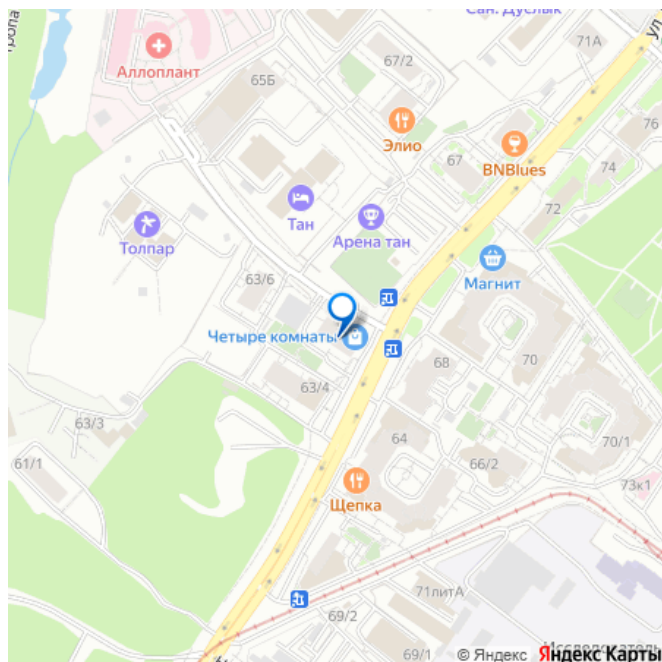 Сан. Дуслык
ул
тропа
71А
67/2
Аллоплант
65Б
76
Элио
67
BNBlues
74
72
Тан
Арена тан
Толпар
Магнит
63/6
Четыре комнаты
68
70
63/4
63/3
64
70/1
61/1
66/2
73к1
Щепка
71литА
69/2
69/1
© Яндекс
Яндекс Карты